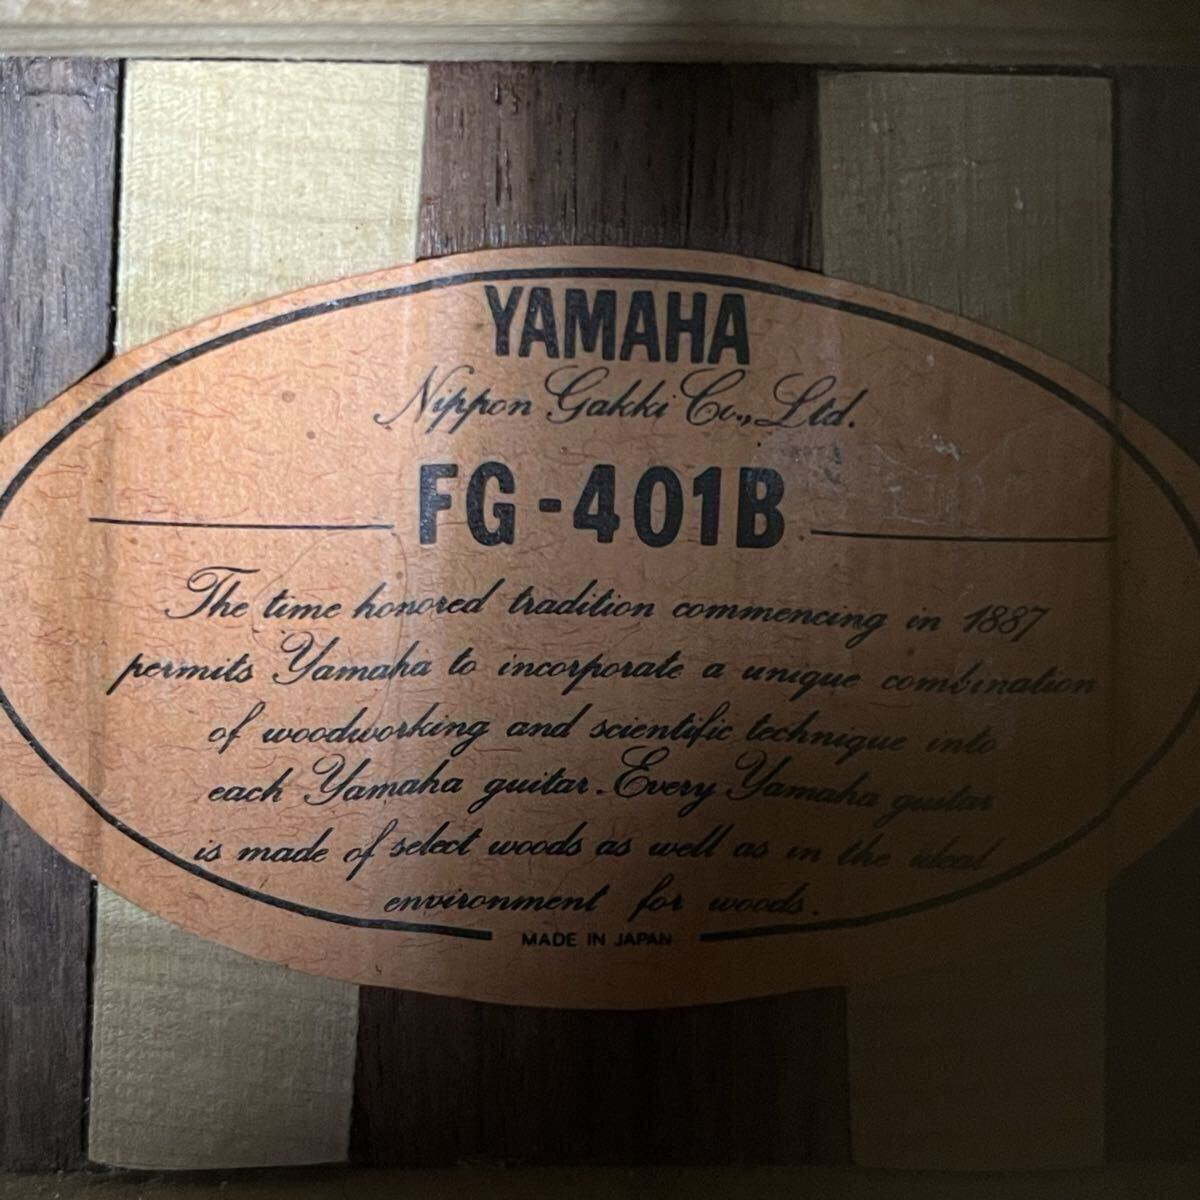 YAMAHA
Nippon Gakki Co., Ltd.
FG-401B
The time honored tradition commencing in 1887
permits Yamaha to incorporate a unique combination
of woodworking and scientific technique into
each Yamaha guitar. Every Yamaha guitar
is made of select woods as well as in the ideal
environment for woods.
MADE IN JAPAN